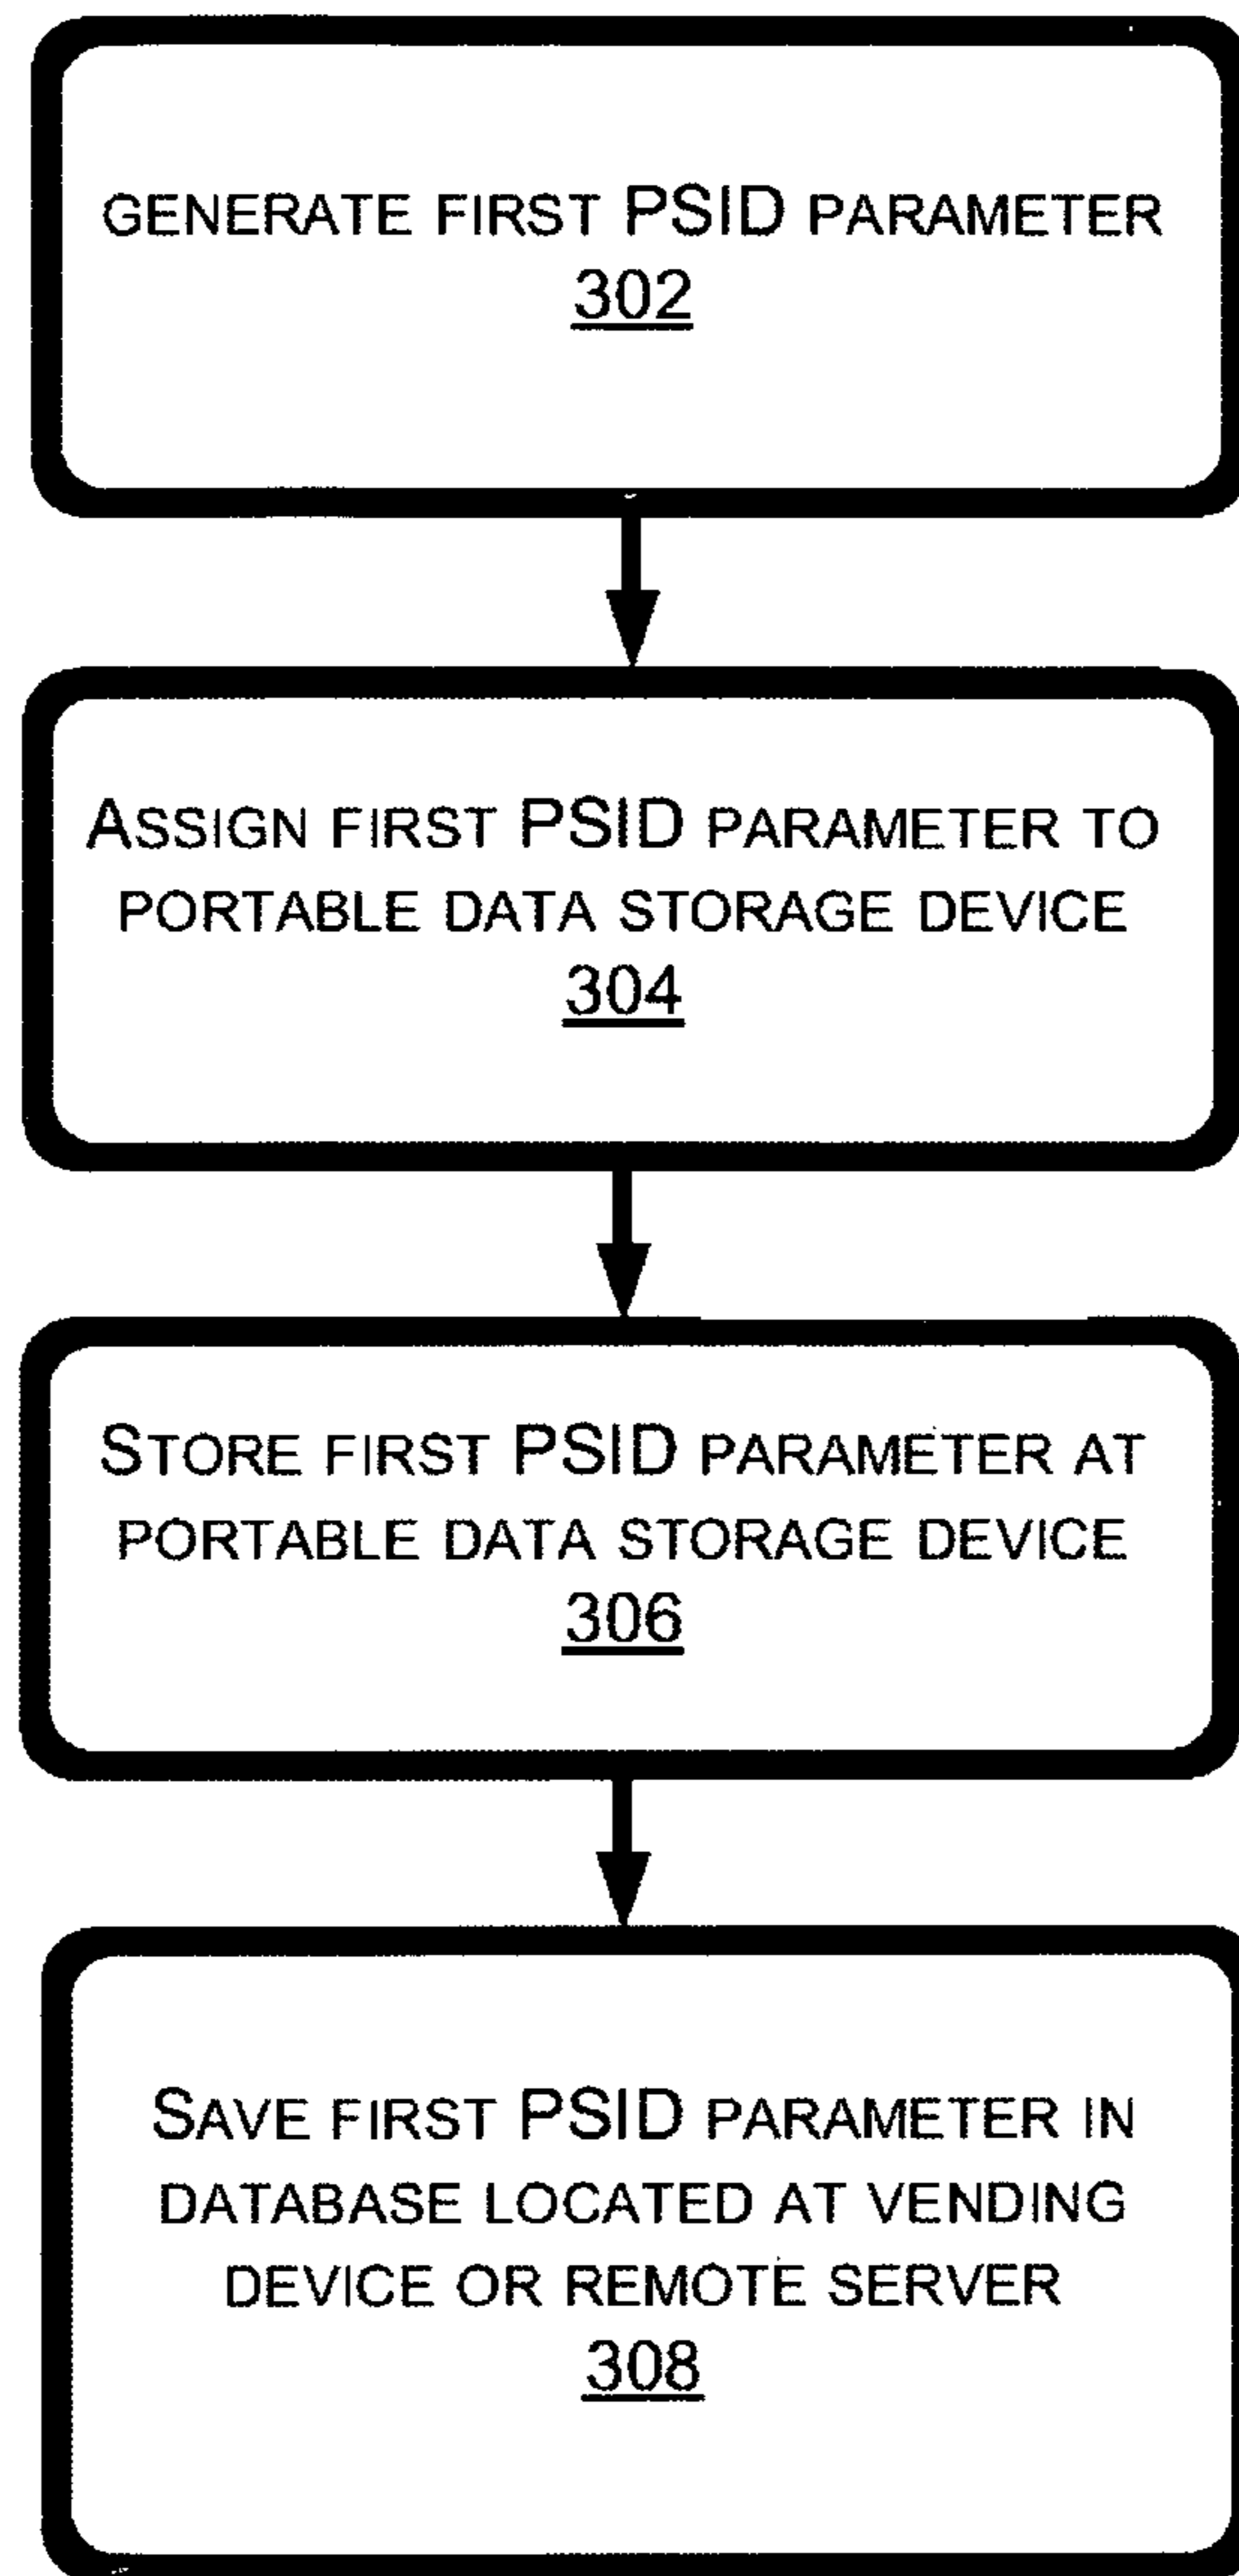 GENERATE FIRST PSID PARAMETER
302
ASSIGN FIRST PSID PARAMETER TO
PORTABLE DATA STORAGE DEVICE
304
STORE FIRST PSID PARAMETER AT
PORTABLE DATA STORAGE DEVICE
306
SAVE FIRST PSID PARAMETER IN
DATABASE LOCATED AT VENDING
DEVICE OR REMOTE SERVER
308